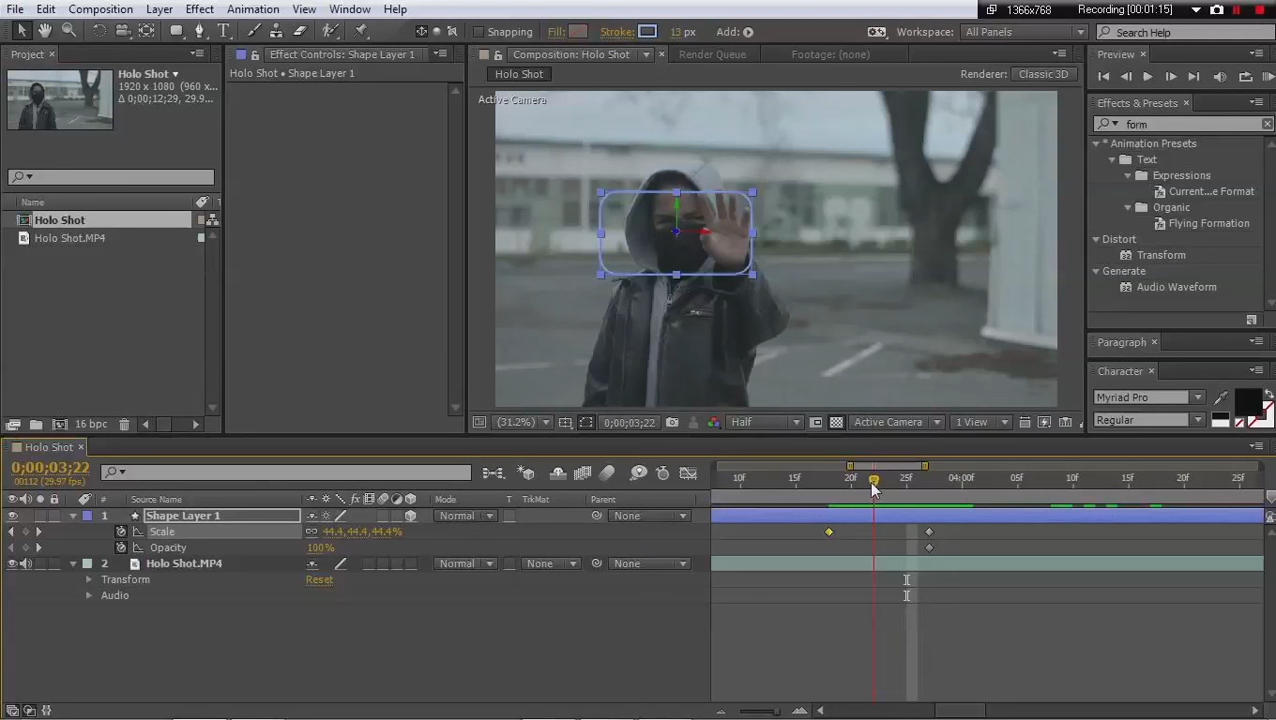 File Edit Composition Layer Effect Animation View Window Help
1366x768 Recording [00:01:15]
Snapping Fill: Stroke: 13 px Add: Workspace: All Panels Search Help
Project Effect Controls: Shape Layer 1 Composition: Holo Shot Render Queue Footage: (none) Preview
Holo Shot • Shape Layer 1 Holo Shot Renderer: Classic 3D
Holo Shot
1920 x 1080 (960 x...
Δ 0;00;12;29, 29.9...
Active Camera
Effects & Presets
form
Animation Presets
Text
Expressions
Current...e Format
Organic
Flying Formation
Distort
Transform
Generate
Audio Waveform
Name
Holo Shot
Holo Shot.MP4
Paragraph
Character
Myriad Pro
Regular
16 bpc (31.2%) 0;00;03;22 Half Active Camera 1 View
Holo Shot
0;00;03;22
00112 (29.97 fps)
10f 15f 20f 25f 04:00f 05f 10f 15f 20f 25f
# Source Name Mode T TrkMat Parent
1 Shape Layer 1 Normal None
Scale 44.4,44.4,44.4%
Opacity 100%
2 Holo Shot.MP4 Normal None None
Transform Reset
Audio